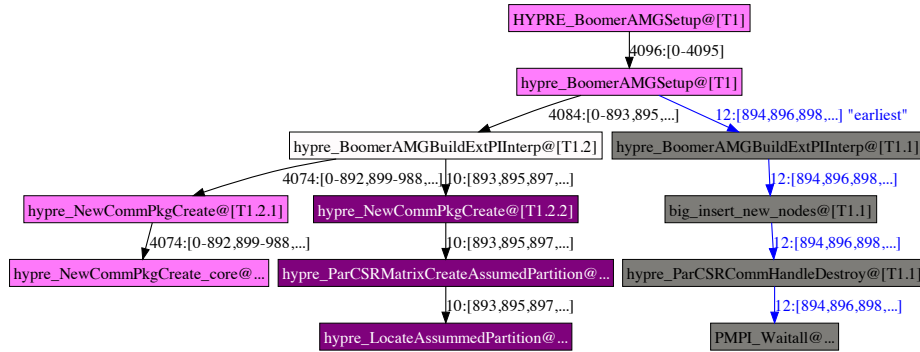 HYPRE_BoomerAMGSetup@[T1]
4096:[0-4095]
hypre_BoomerAMGSetup@[T1]
4084:[0-893,895,...]
12:[894,896,898,...] "earliest"
hypre_BoomerAMGBuildExtPIInterp@[T1.2]
hypre_BoomerAMGBuildExtPIInterp@[T1.1]
4074:[0-892,899-988,...]
10:[893,895,897,...]
12:[894,896,898,...]
hypre_NewCommPkgCreate@[T1.2.1]
hypre_NewCommPkgCreate@[T1.2.2]
big_insert_new_nodes@[T1.1]
4074:[0-892,899-988,...]
10:[893,895,897,...]
12:[894,896,898,...]
hypre_NewCommPkgCreate_core@...
hypre_ParCSRMatrixCreateAssumedPartition@...
hypre_ParCSRCommHandleDestroy@[T1.1]
10:[893,895,897,...]
12:[894,896,898,...]
hypre_LocateAssummedPartition@...
PMPI_Waitall@...